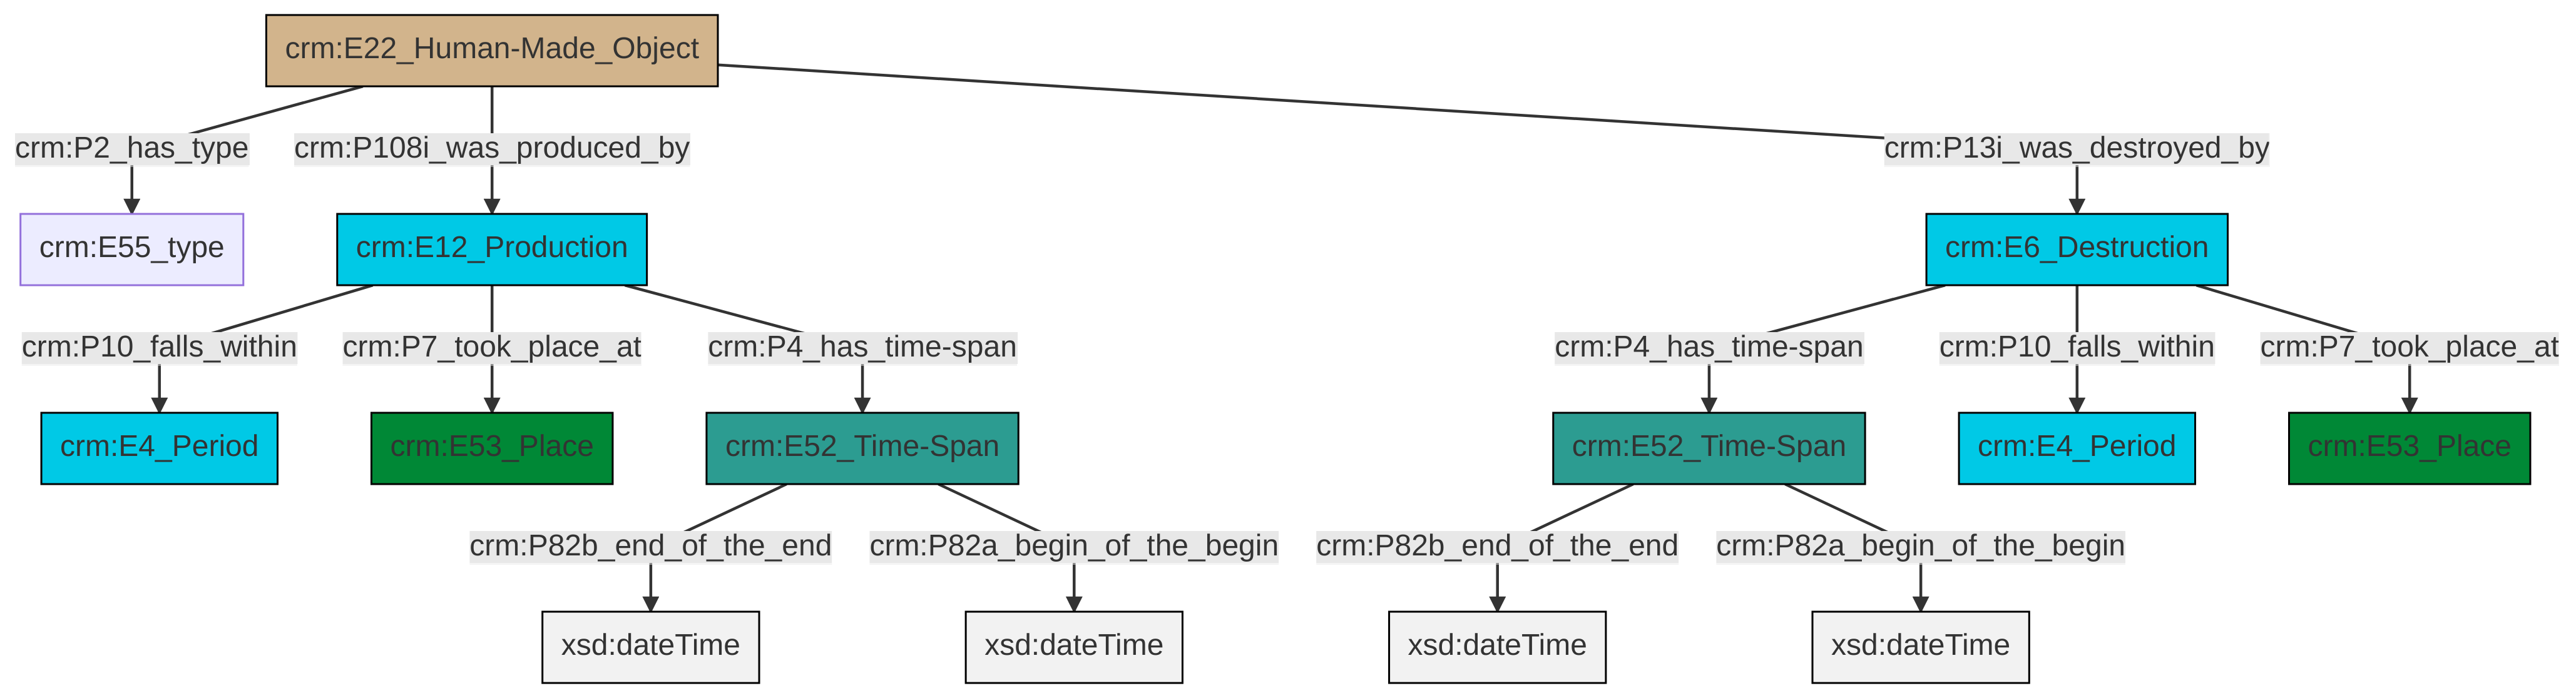 crm:E22_Human-Made_Object
crm:P2_has_type
crm:P108i_was_produced_by
crm:P13i_was_destroyed_by
crm:E55_type
crm:E12_Production
crm:E6_Destruction
crm:P10_falls_within
crm:P7_took_place_at
crm:P4_has_time-span
crm:P4_has_time-span
crm:P10_falls_within
crm:P7_took_place_at
crm:E4_Period
crm:E53_Place
crm:E52_Time-Span
crm:E52_Time-Span
crm:E4_Period
crm:E53_Place
crm:P82b_end_of_the_end
crm:P82a_begin_of_the_begin
crm:P82b_end_of_the_end
crm:P82a_begin_of_the_begin
xsd:dateTime
xsd:dateTime
xsd:dateTime
xsd:dateTime